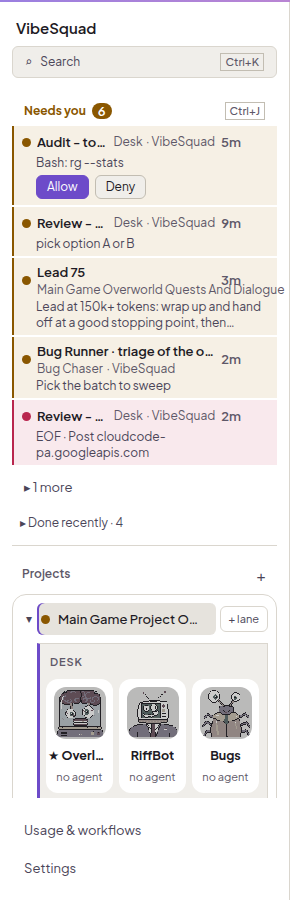 VibeSquad
Search Ctrl+K
Needs you 6 Ctrl+J
Audit – to... Desk · VibeSquad 5m
Bash: rg --stats
Allow Deny
Review – ... Desk · VibeSquad 9m
pick option A or B
Lead 75
3m
Main Game Overworld Quests And Dialogue
Lead at 150k+ tokens: wrap up and hand
off at a good stopping point, then…
Bug Runner · triage of the o... 2m
Bug Chaser · VibeSquad
Pick the batch to sweep
Review – ... Desk · VibeSquad 2m
EOF · Post cloudcode-
pa.googleapis.com
▸ 1 more
▸ Done recently · 4
Projects +
▾ Main Game Project O... + lane
DESK
★ Overl... RiffBot Bugs
no agent no agent no agent
Usage & workflows
Settings